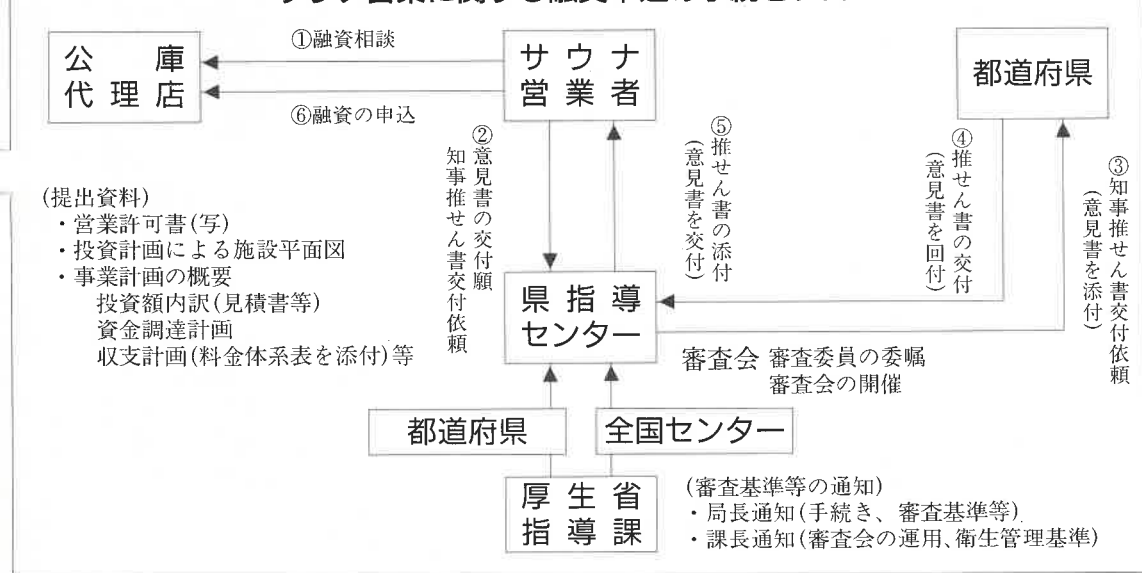 ①融資相談
公庫
代理店
サウナ
営業者
都道府県
⑥融資の申込
②意見書の交付願
知事推せん書交付依頼
⑤推せん書の添付
(意見書を交付)
④推せん書の交付
(意見書を回付)
③知事推せん書交付依頼
(意見書を添付)
(提出資料)
・営業許可書(写)
・投資計画による施設平面図
・事業計画の概要
投資額内訳(見積書等)
資金調達計画
収支計画(料金体系表を添付)等
県指導
センター
審査会 審査委員の委嘱
審査会の開催
都道府県
全国センター
厚生省
指導課
(審査基準等の通知)
・局長通知(手続き、審査基準等)
・課長通知(審査会の運用、衛生管理基準)